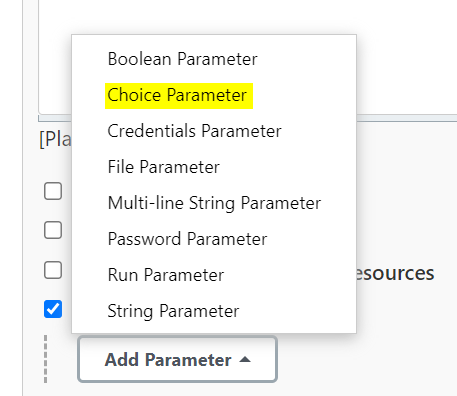 Boolean Parameter
Choice Parameter
[Pla
Credentials Parameter
File Parameter
Multi-line String Parameter
Password Parameter
Run Parameter
esources
String Parameter
Add Parameter